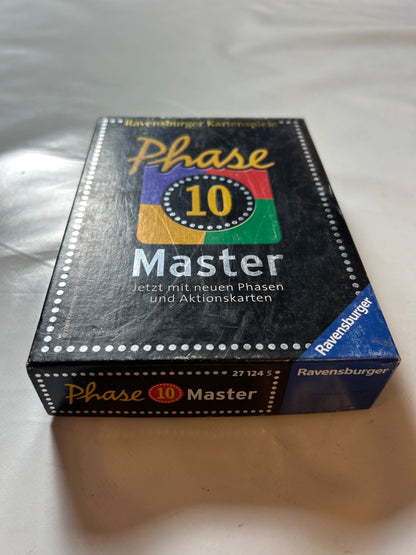 Ravensburger Kartenspiele
Phase
10
Master
Jetzt mit neuen Phasen
und Aktionskarten
Ravensburger
27 124 5
Phase 10 Master
Ravensburger